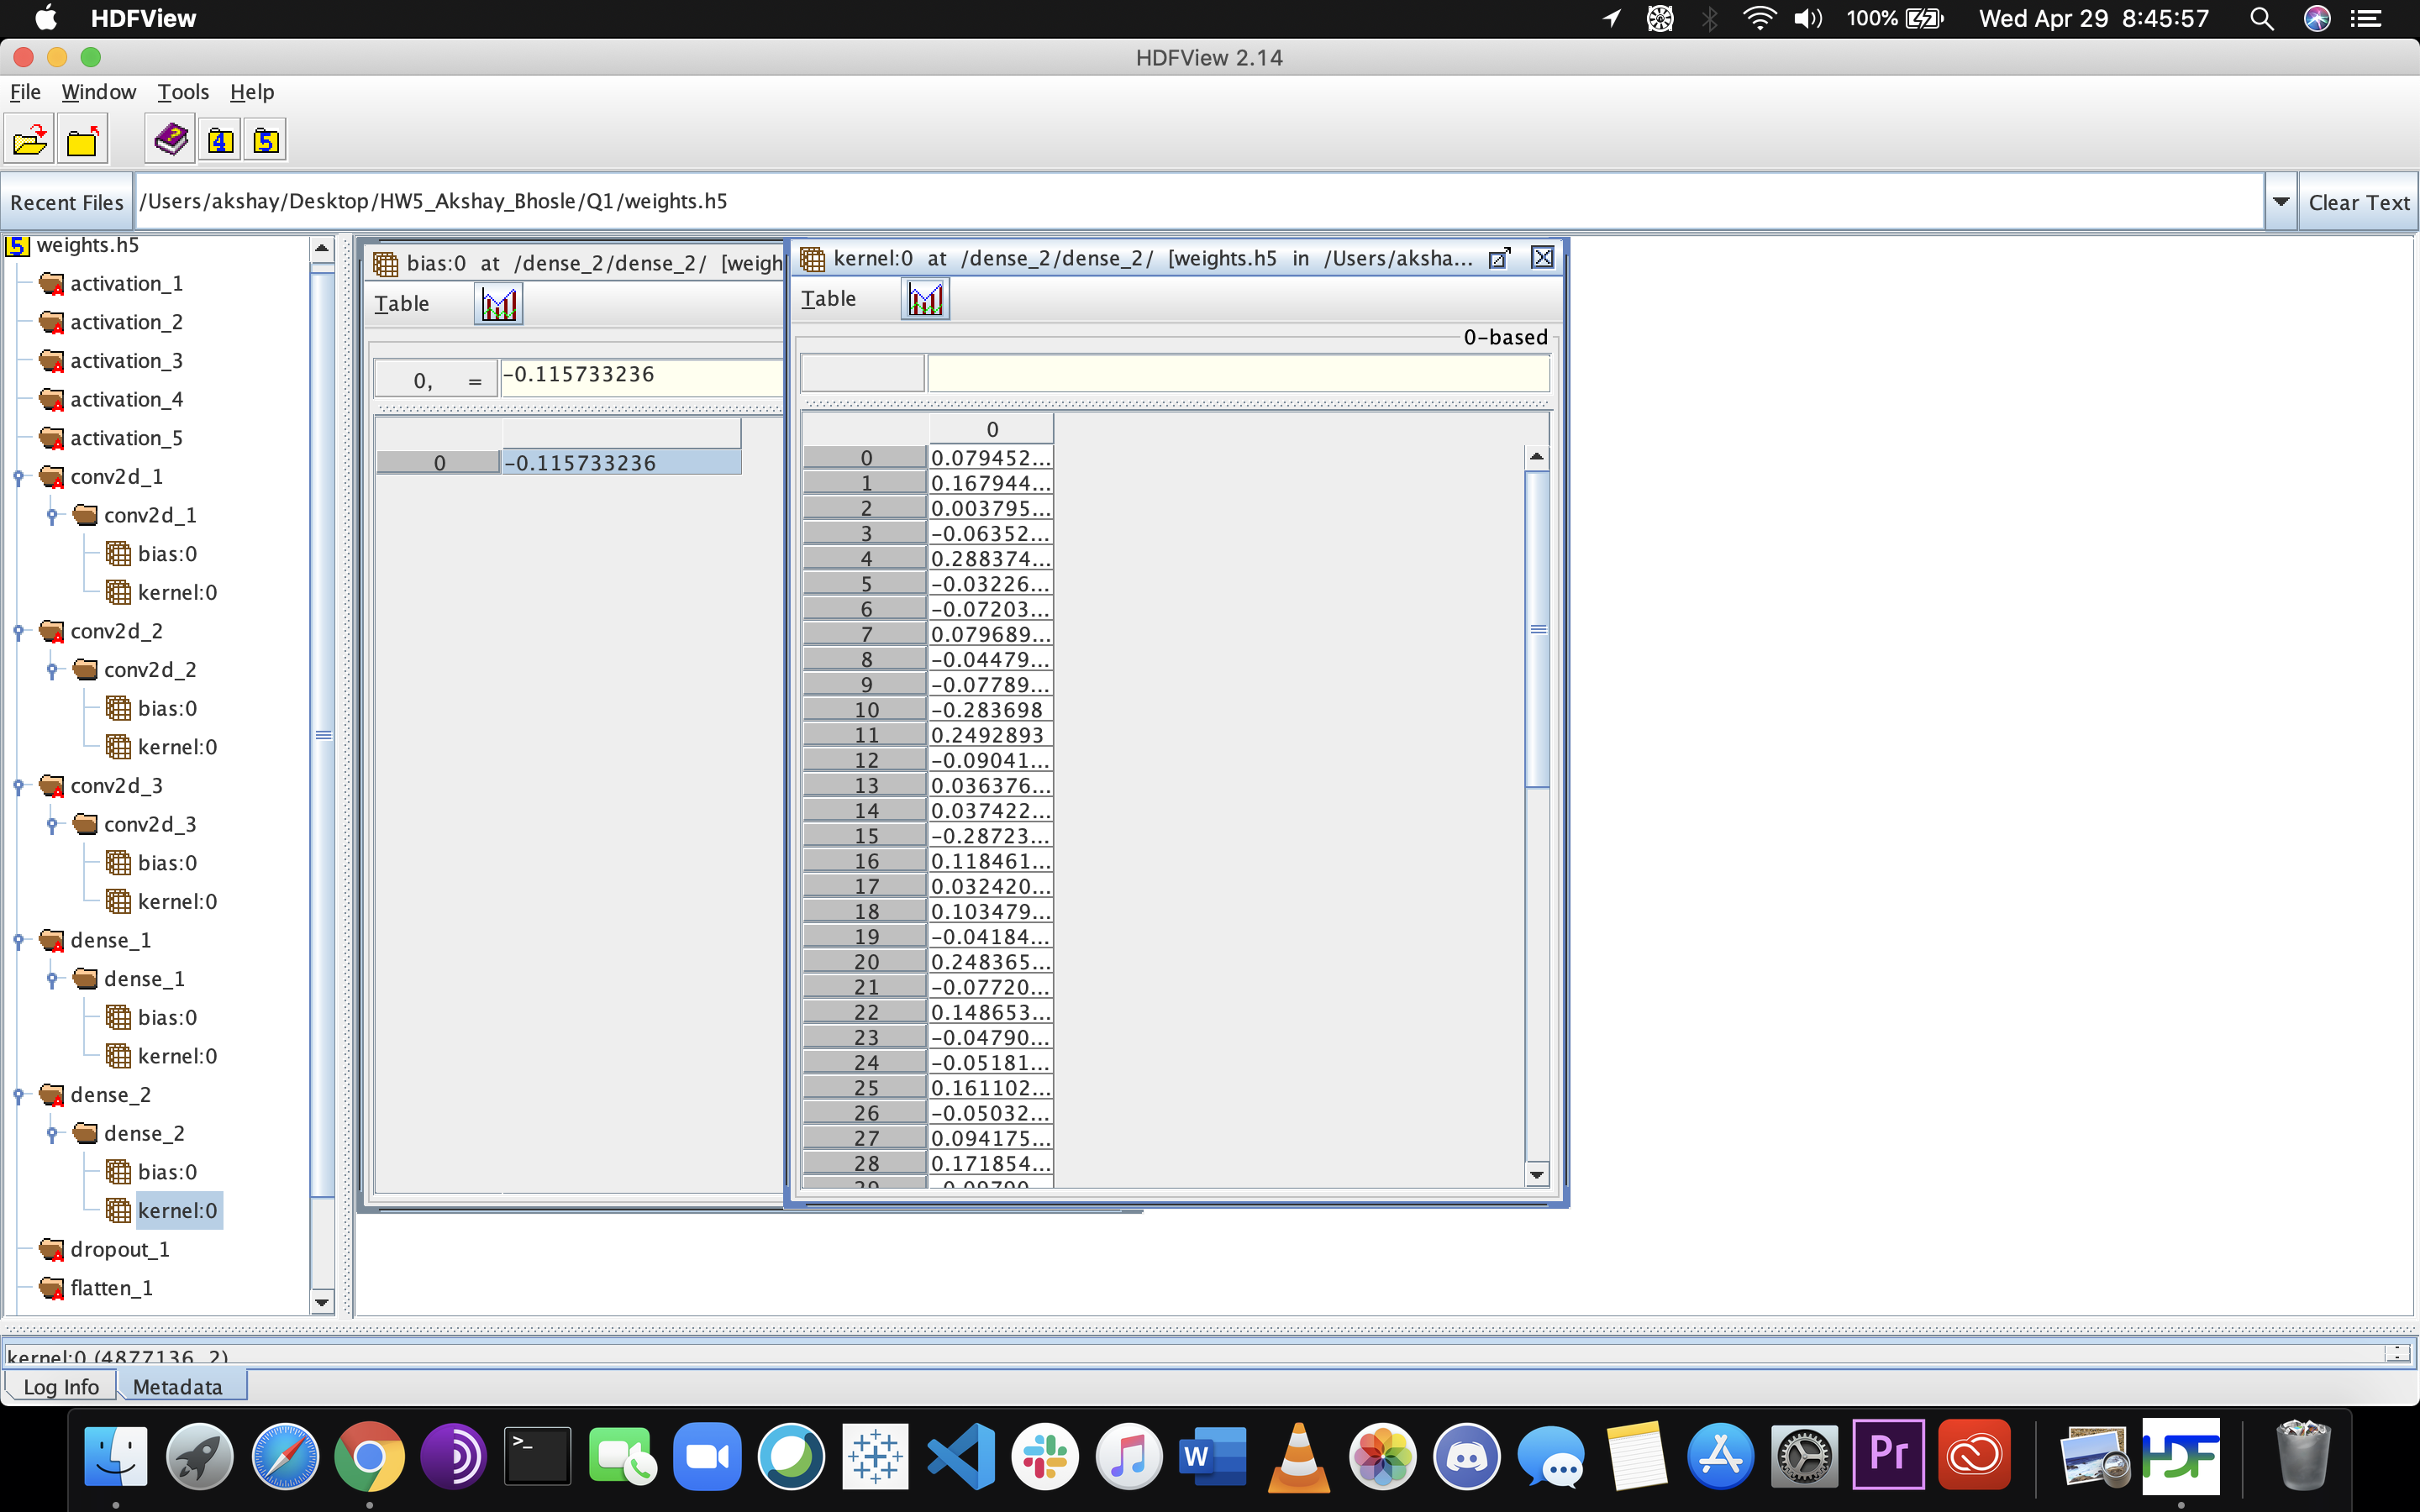 HDFView
100%
Wed Apr 29 8:45:57
HDFView 2.14
File Window Tools Help
4 5
Recent Files
/Users/akshay/Desktop/HW5_Akshay_Bhosle/Q1/weights.h5
Clear Text
5 weights.h5
activation_1
activation_2
activation_3
activation_4
activation_5
conv2d_1
conv2d_1
bias:0
kernel:0
conv2d_2
conv2d_2
bias:0
kernel:0
conv2d_3
conv2d_3
bias:0
kernel:0
dense_1
dense_1
bias:0
kernel:0
dense_2
dense_2
bias:0
kernel:0
dropout_1
flatten_1
bias:0 at /dense_2/dense_2/ [weigh
Table
0, = -0.115733236
0 -0.115733236
kernel:0 at /dense_2/dense_2/ [weights.h5 in /Users/aksha...
Table
0-based
0
0 0.079452...
1 0.167944...
2 0.003795...
3 -0.06352...
4 0.288374...
5 -0.03226...
6 -0.07203...
7 0.079689...
8 -0.04479...
9 -0.07789...
10 -0.283698
11 0.2492893
12 -0.09041...
13 0.036376...
14 0.037422...
15 -0.28723...
16 0.118461...
17 0.032420...
18 0.103479...
19 -0.04184...
20 0.248365...
21 -0.07720...
22 0.148653...
23 -0.04790...
24 -0.05181...
25 0.161102...
26 -0.05032...
27 0.094175...
28 0.171854...
29 -0.09790...
kernel:0 (4877136, 2)
Log Info Metadata
>_
W
Pr
HDF